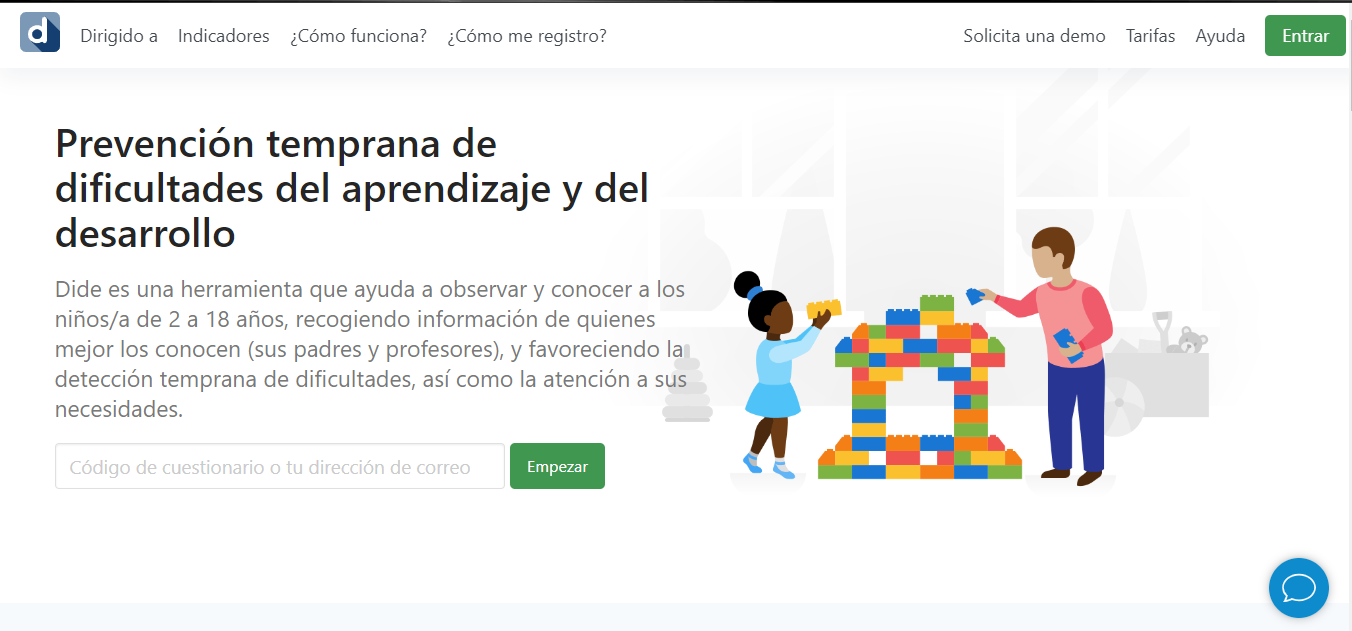 d
Dirigido a
Indicadores
¿Cómo funciona?
¿Cómo me registro?
Solicita una demo
Tarifas
Ayuda
Entrar
Prevención temprana de
dificultades del aprendizaje y del
desarrollo
Dide es una herramienta que ayuda a observar y conocer a los
niños/a de 2 a 18 años, recogiendo información de quienes
mejor los conocen (sus padres y profesores), y favoreciendo la
detección temprana de dificultades, así como la atención a sus
necesidades.
Código de cuestionario o tu dirección de correo
Empezar